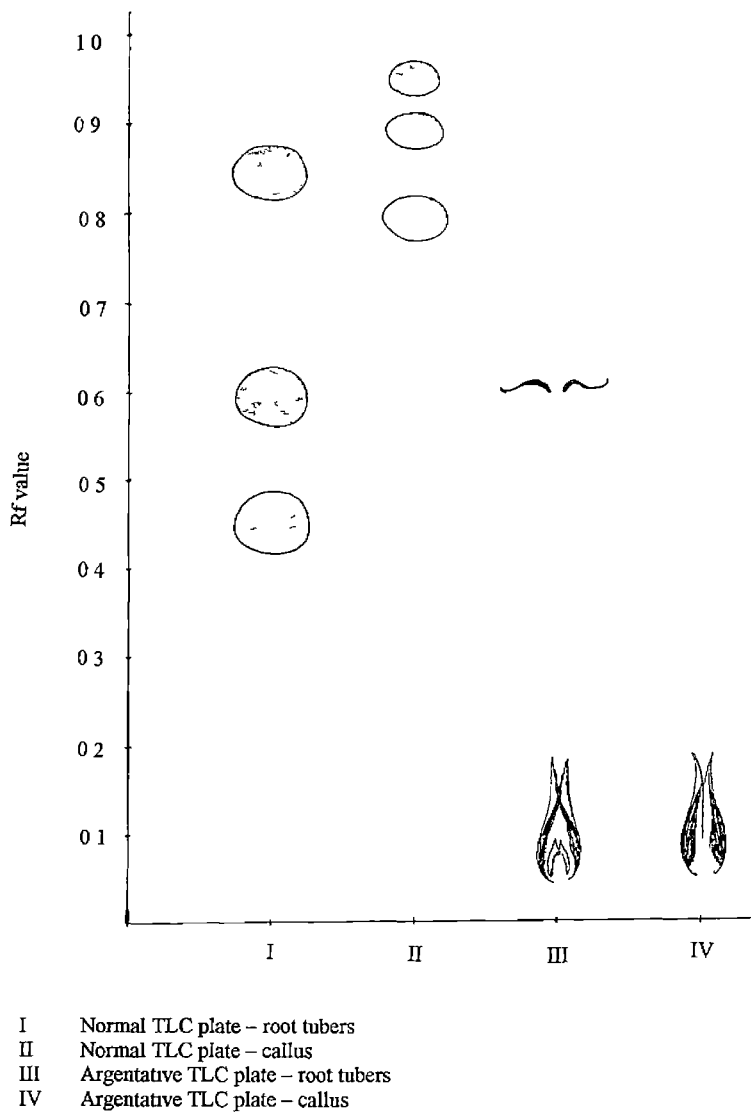 1 0
0 9
0 8
0 7
0 6
0 5
0 4
0 3
0 2
0 1
Rf value
I II III IV
I Normal TLC plate – root tubers
II Normal TLC plate – callus
III Argentative TLC plate – root tubers
IV Argentative TLC plate – callus